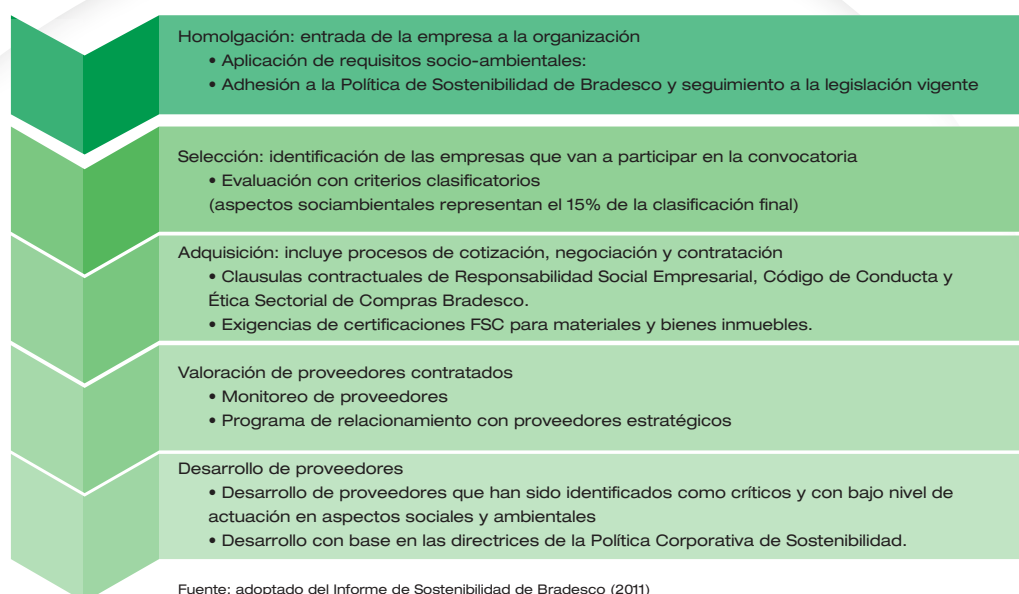 Homolgación: entrada de la empresa a la organización
• Aplicación de requisitos socio-ambientales:
• Adhesión a la Política de Sostenibilidad de Bradesco y seguimiento a la legislación vigente
Selección: identificación de las empresas que van a participar en la convocatoria
• Evaluación con criterios clasificatorios
(aspectos sociambientales representan el 15% de la clasificación final)
Adquisición: incluye procesos de cotización, negociación y contratación
• Clausulas contractuales de Responsabilidad Social Empresarial, Código de Conducta y
Ética Sectorial de Compras Bradesco.
• Exigencias de certificaciones FSC para materiales y bienes inmuebles.
Valoración de proveedores contratados
• Monitoreo de proveedores
• Programa de relacionamiento con proveedores estratégicos
Desarrollo de proveedores
• Desarrollo de proveedores que han sido identificados como críticos y con bajo nivel de
actuación en aspectos sociales y ambientales
• Desarrollo con base en las directrices de la Política Corporativa de Sostenibilidad.
Fuente: adoptado del Informe de Sostenibilidad de Bradesco (2011)